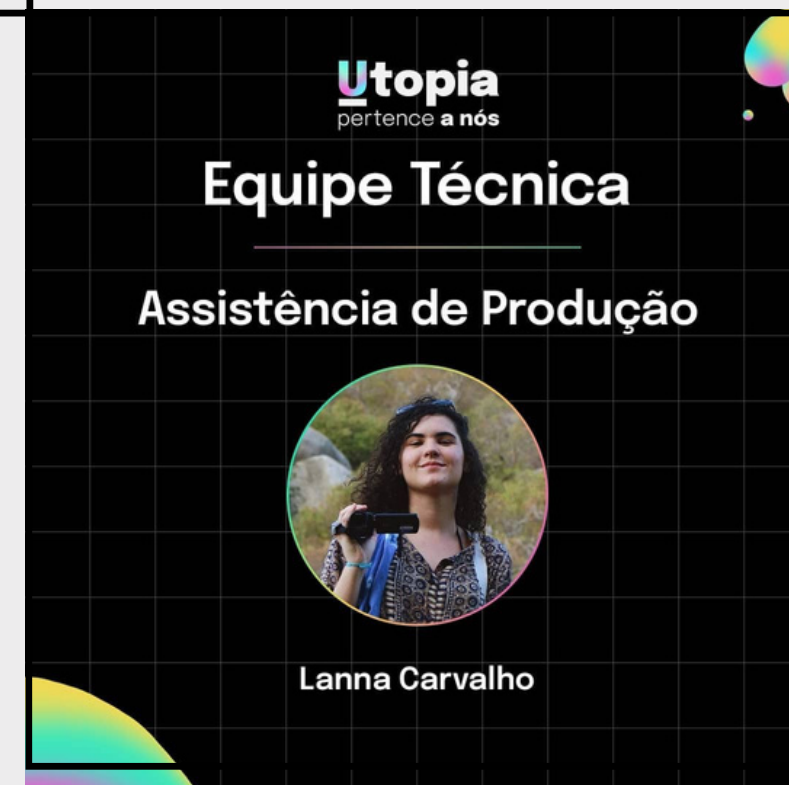 Utopia
pertence a nós
Equipe Técnica
Assistência de Produção
Lanna Carvalho